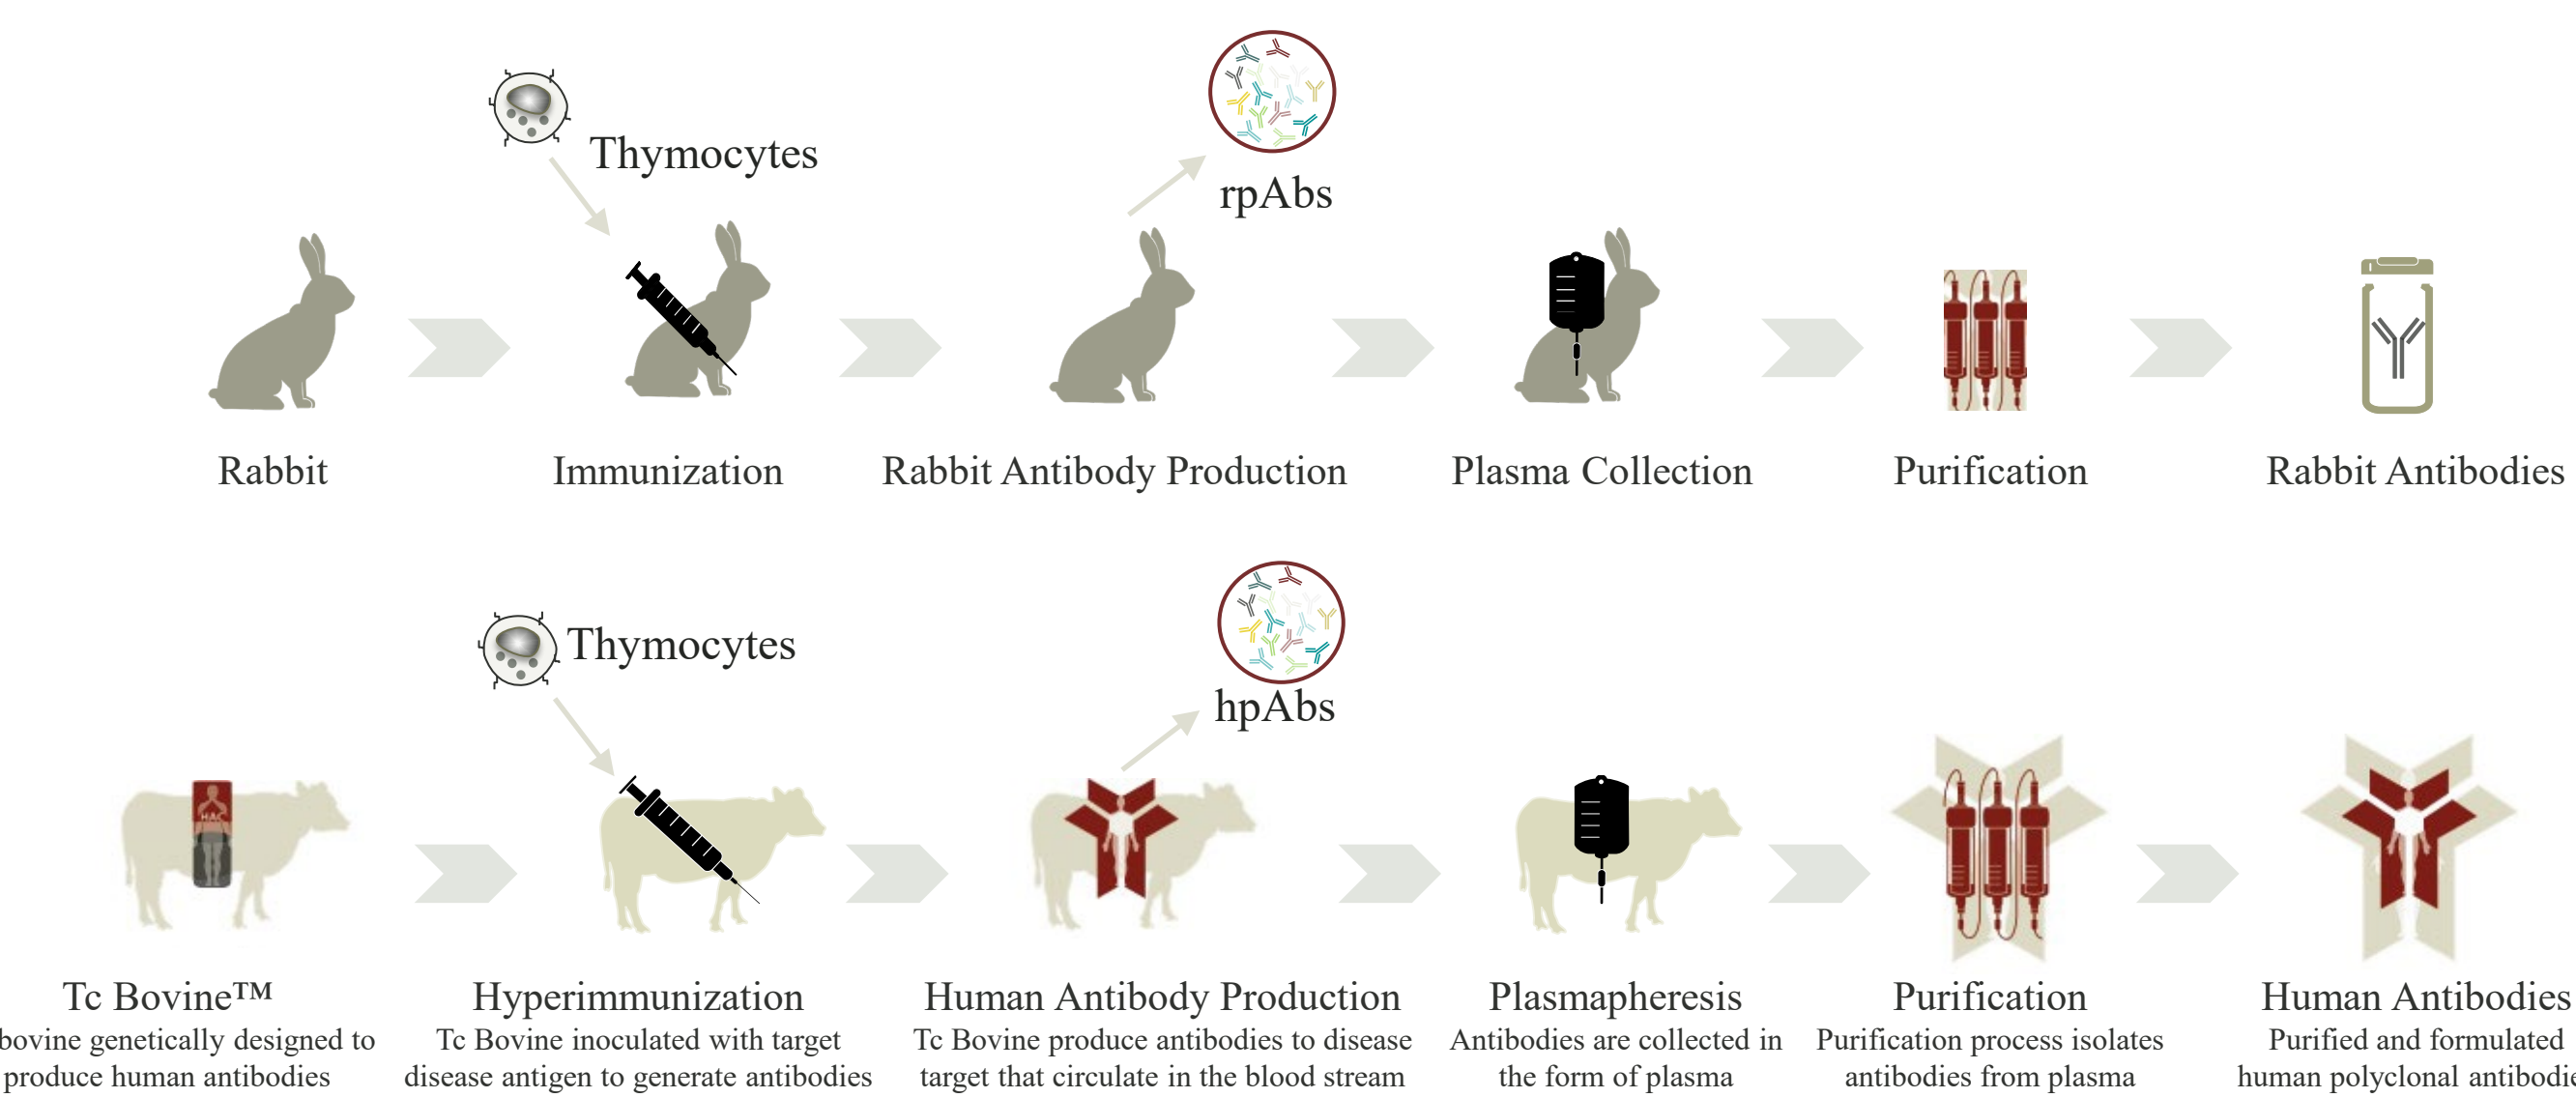 Thymocytes
rpAbs
Rabbit
Immunization
Rabbit Antibody Production
Plasma Collection
Purification
Rabbit Antibodies
Thymocytes
hpAbs
HAC
Tc Bovine™
bovine genetically designed to
produce human antibodies
Hyperimmunization
Tc Bovine inoculated with target
disease antigen to generate antibodies
Human Antibody Production
Tc Bovine produce antibodies to disease
target that circulate in the blood stream
Plasmapheresis
Antibodies are collected in
the form of plasma
Purification
Purification process isolates
antibodies from plasma
Human Antibodies
Purified and formulated
human polyclonal antibodie